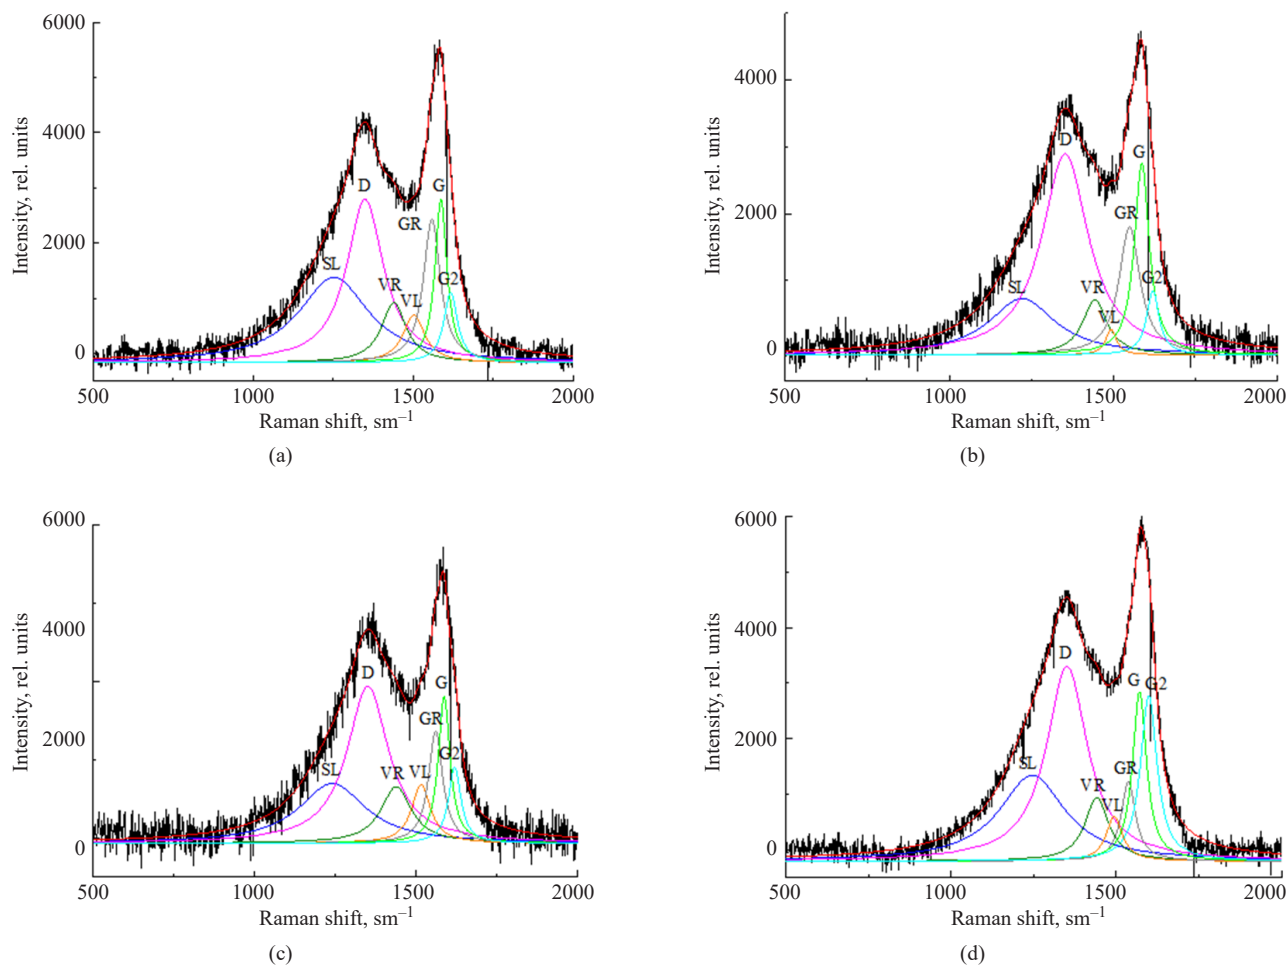 6000
4000
2000
0
Intensity, rel. units
D
G
GR
SL
VR
VL
G2
500
1000
1500
2000
Raman shift, sm⁻¹
(a)
4000
2000
0
Intensity, rel. units
D
G
GR
SL
VR
VL
G2
500
1000
1500
2000
Raman shift, sm⁻¹
(b)
6000
4000
2000
0
Intensity, rel. units
D
G
GR
SL
VR
VL
G2
500
1000
1500
2000
Raman shift, sm⁻¹
(c)
6000
4000
2000
0
Intensity, rel. units
D
G
G2
GR
SL
VR
VL
500
1000
1500
2000
Raman shift, sm⁻¹
(d)